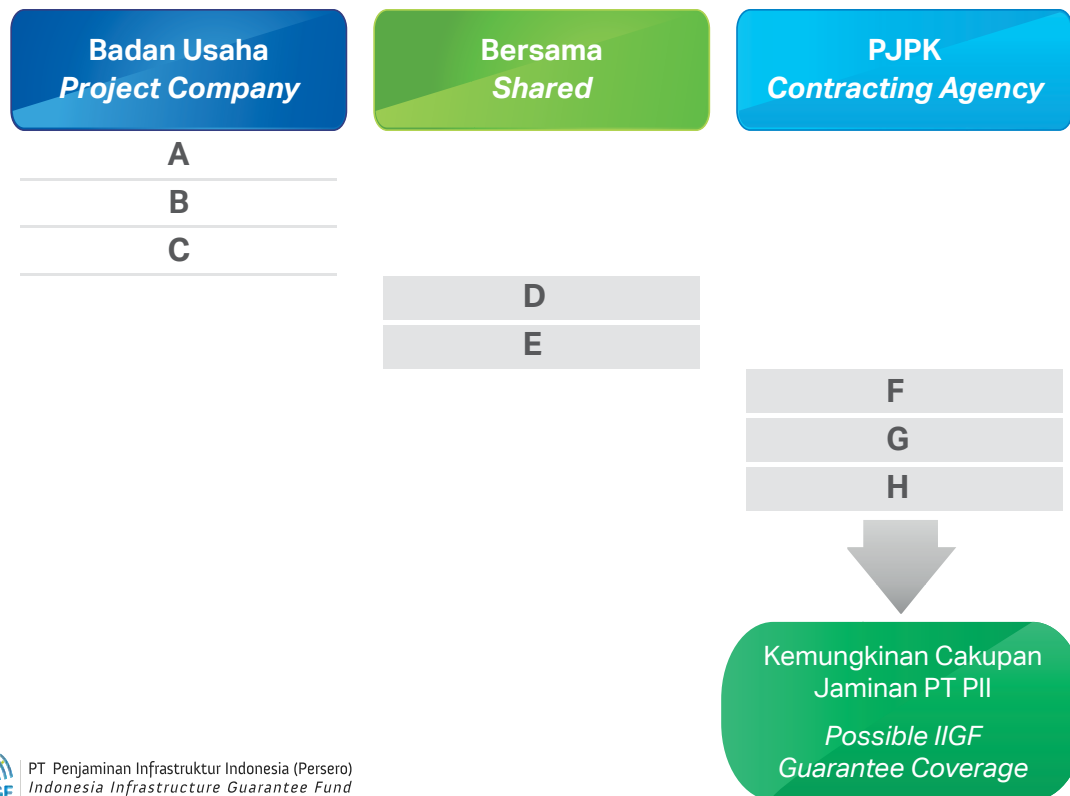 Badan Usaha
Project Company
Bersama
Shared
PJPK
Contracting Agency
A
B
C
D
E
F
G
H
Kemungkinan Cakupan
Jaminan PT PII
Possible IIGF
Guarantee Coverage
PT Penjaminan Infrastruktur Indonesia (Persero)
Indonesia Infrastructure Guarantee Fund